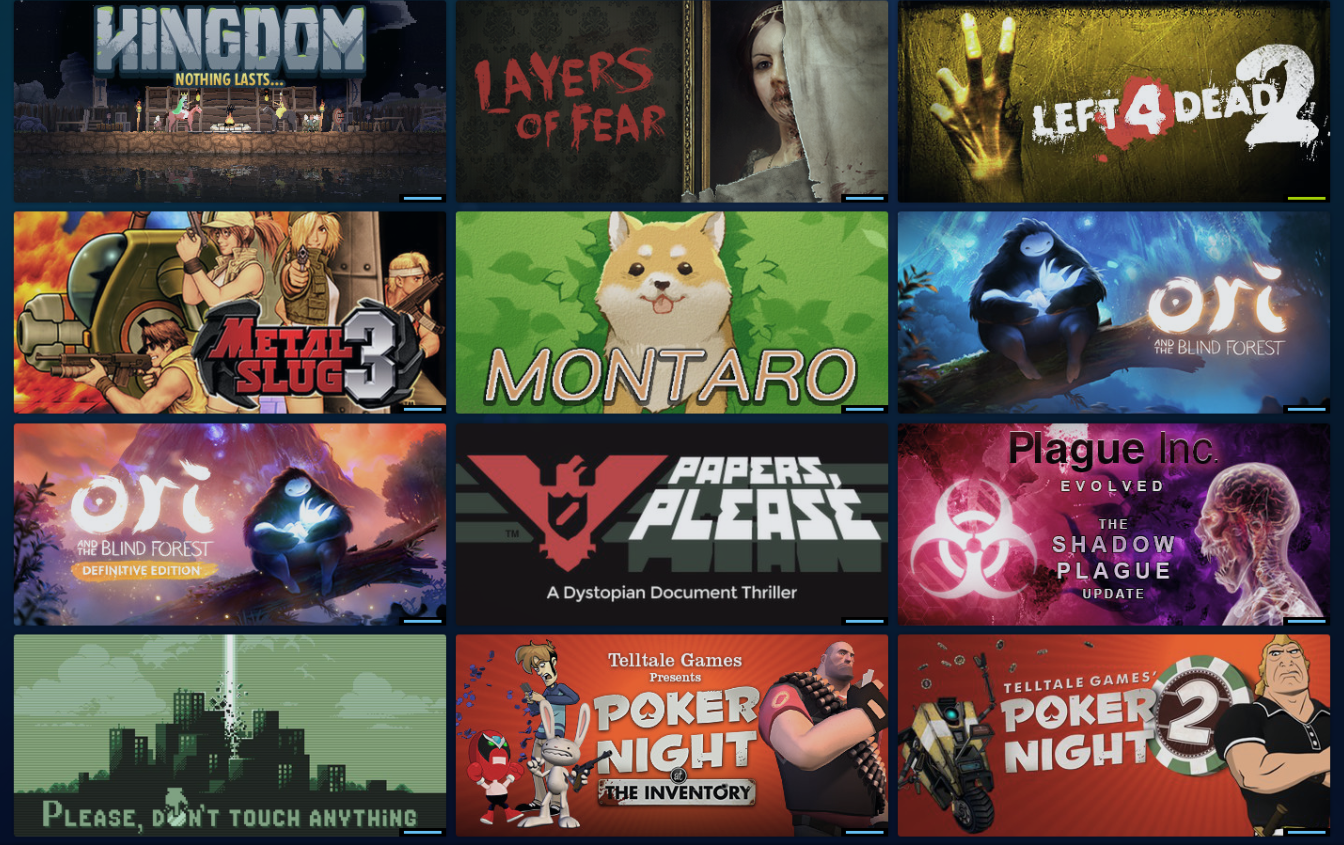 KINGDOM
NOTHING LASTS...
LAYERS
OF FEAR
LEFT 4 DEAD 2
METAL
SLUG 3
TM
MONTARO
ori
AND THE BLIND FOREST
ori
AND THE BLIND FOREST
DEFINITIVE EDITION
PAPERS,
PLEASE
TM
A Dystopian Document Thriller
Plague Inc.
EVOLVED
THE
SHADOW
PLAGUE
UPDATE
PLEASE, DON'T TOUCH ANYTHING
Telltale Games
Presents
POKER
NIGHT
at
THE INVENTORY
TELLTALE GAMES'
POKER
NIGHT 2